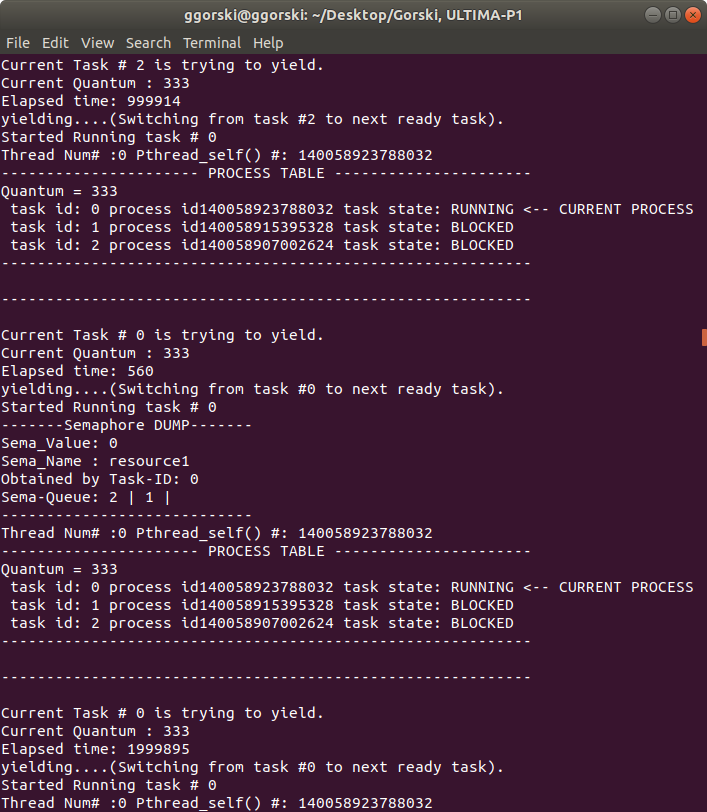 ggorski@ggorski: ~/Desktop/Gorski, ULTIMA-P1
File Edit View Search Terminal Help
Current Task # 2 is trying to yield.
Current Quantum : 333
Elapsed time: 999914
yielding....(Switching from task #2 to next ready task).
Started Running task # 0
Thread Num# :0 Pthread_self() #: 140058923788032
---------------------- PROCESS TABLE ----------------------
Quantum = 333
 task id: 0 process id140058923788032 task state: RUNNING <-- CURRENT PROCESS
 task id: 1 process id140058915395328 task state: BLOCKED
 task id: 2 process id140058907002624 task state: BLOCKED
-----------------------------------------------------------
-----------------------------------------------------------
Current Task # 0 is trying to yield.
Current Quantum : 333
Elapsed time: 560
yielding....(Switching from task #0 to next ready task).
Started Running task # 0
-------Semaphore DUMP-------
Sema_Value: 0
Sema_Name : resource1
Obtained by Task-ID: 0
Sema-Queue: 2 | 1 |
----------------------------
Thread Num# :0 Pthread_self() #: 140058923788032
---------------------- PROCESS TABLE ----------------------
Quantum = 333
 task id: 0 process id140058923788032 task state: RUNNING <-- CURRENT PROCESS
 task id: 1 process id140058915395328 task state: BLOCKED
 task id: 2 process id140058907002624 task state: BLOCKED
-----------------------------------------------------------
-----------------------------------------------------------
Current Task # 0 is trying to yield.
Current Quantum : 333
Elapsed time: 1999895
yielding....(Switching from task #0 to next ready task).
Started Running task # 0
Thread Num# :0 Pthread_self() #: 140058923788032